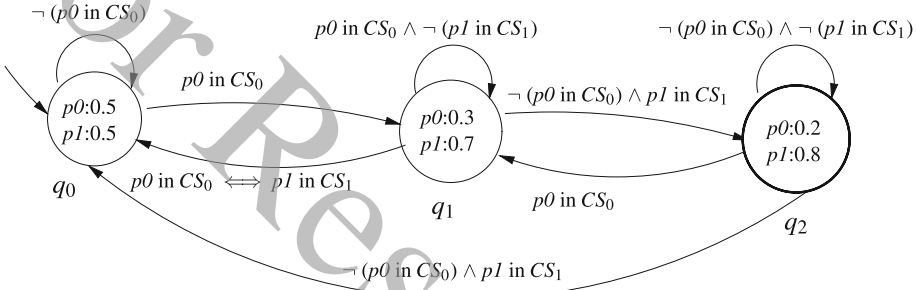 ¬ (p0 in CS₀)
p0 in CS₀ ∧ ¬ (p1 in CS₁)
¬ (p0 in CS₀) ∧ ¬ (p1 in CS₁)
p0 in CS₀
¬ (p0 in CS₀) ∧ p1 in CS₁
p0:0.5
p1:0.5
p0:0.3
p1:0.7
p0:0.2
p1:0.8
q₀
p0 in CS₀ ⟺ p1 in CS₁
q₁
p0 in CS₀
q₂
¬ (p0 in CS₀) ∧ p1 in CS₁
or Res